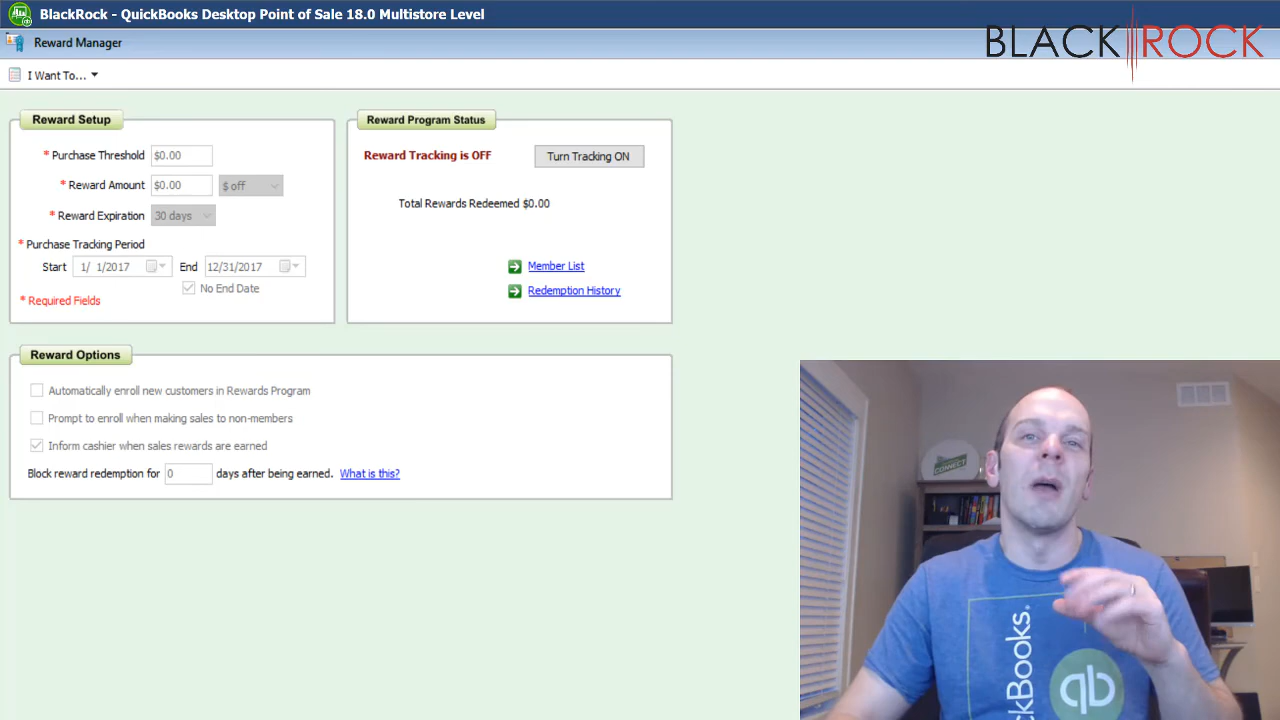 BlackRock - QuickBooks Desktop Point of Sale 18.0 Multistore Level
BLACK ROCK
Reward Manager
I Want To...
Reward Setup
* Purchase Threshold $0.00
* Reward Amount $0.00 $ off
* Reward Expiration 30 days
* Purchase Tracking Period
Start 1/ 1/2017 End 12/31/2017
No End Date
* Required Fields
Reward Program Status
Reward Tracking is OFF Turn Tracking ON
Total Rewards Redeemed $0.00
Member List
Redemption History
Reward Options
Automatically enroll new customers in Rewards Program
Prompt to enroll when making sales to non-members
Inform cashier when sales rewards are earned
Block reward redemption for 0 days after being earned. What is this?
CONNECT
ckBooks.
qb